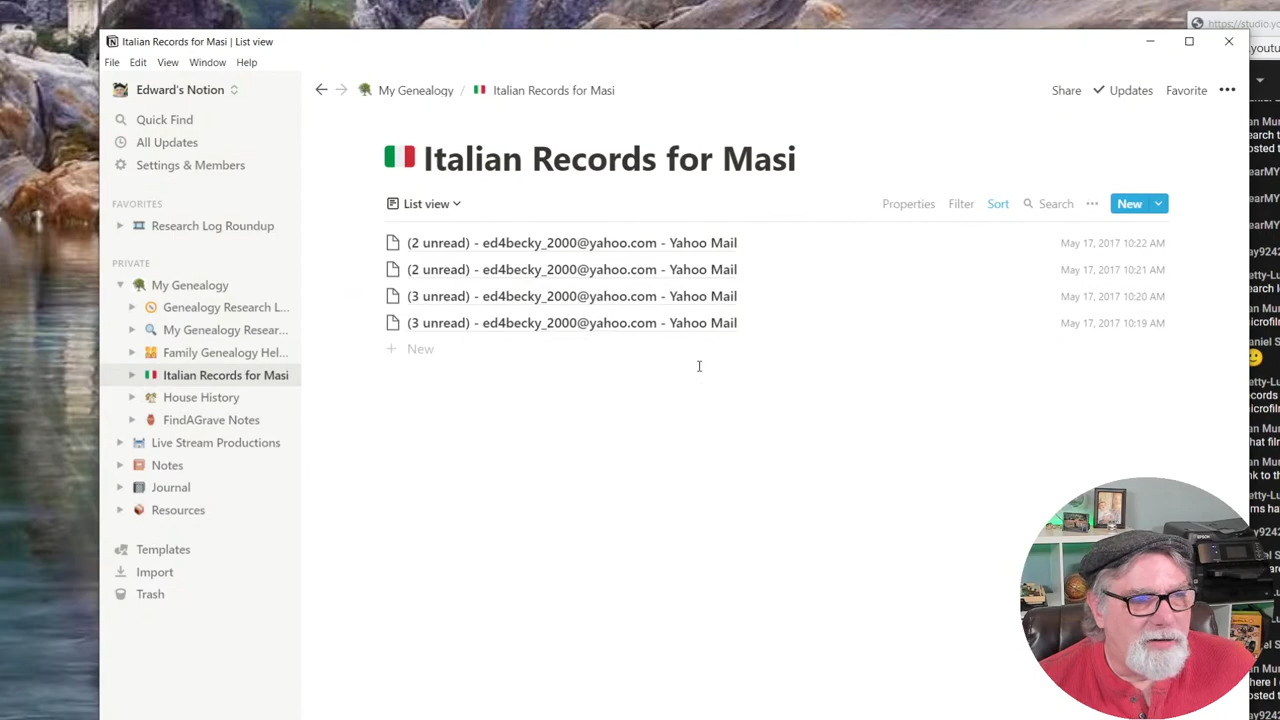 https://studio.yo
Italian Records for Masi | List view
youtu
File Edit View Window Help
Edward's Notion
My Genealogy / Italian Records for Masi
Share Updates Favorite
Quick Find
All Updates
Settings & Members
Italian Records for Masi
FAVORITES
Research Log Roundup
List view
Properties Filter Sort Search New
PRIVATE
My Genealogy
Genealogy Research L...
My Genealogy Resear...
Family Genealogy Hel...
Italian Records for Masi
House History
FindAGrave Notes
Live Stream Productions
Notes
Journal
Resources
(2 unread) - ed4becky_2000@yahoo.com - Yahoo Mail May 17, 2017 10:22 AM
(2 unread) - ed4becky_2000@yahoo.com - Yahoo Mail May 17, 2017 10:21 AM
(3 unread) - ed4becky_2000@yahoo.com - Yahoo Mail May 17, 2017 10:20 AM
(3 unread) - ed4becky_2000@yahoo.com - Yahoo Mail May 17, 2017 10:19 AM
New
Templates
Import
Trash
EPSON